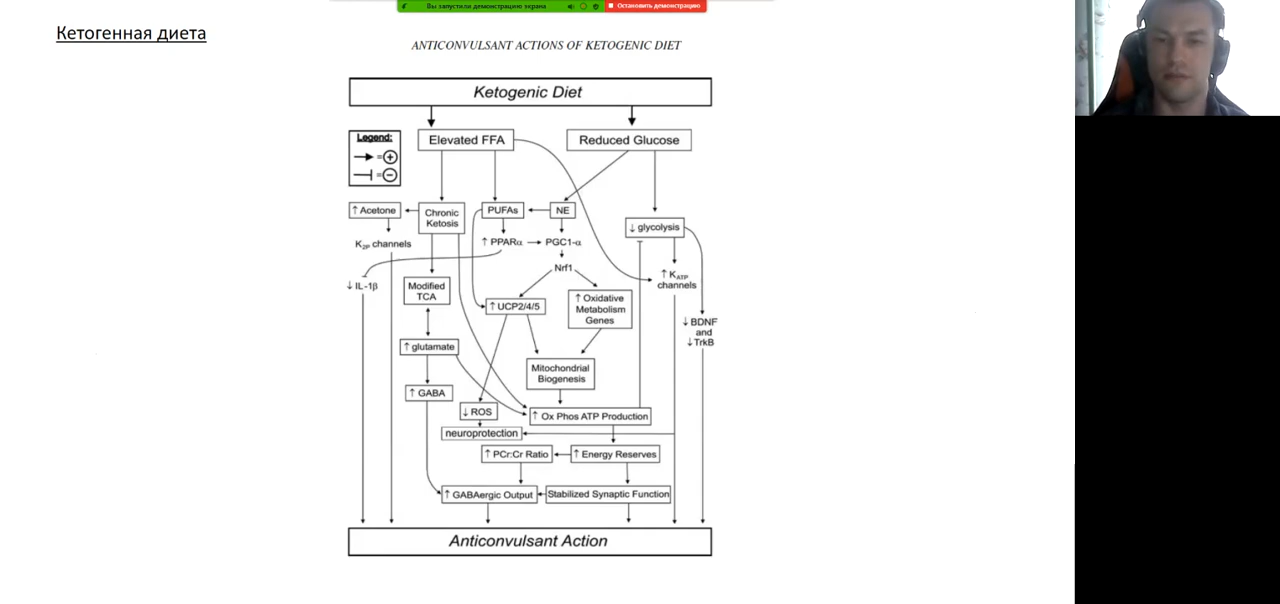 Вы запустили демонстрацию экрана
Остановить демонстрацию
Кетогенная диета
ANTICONVULSANT ACTIONS OF KETOGENIC DIET
Ketogenic Diet
Legend:
→ = +
⊣ = −
Elevated FFA
Reduced Glucose
↑ Acetone
Chronic
Ketosis
PUFAs
NE
↓ glycolysis
K2P channels
↑ PPARα
PGC1-α
Nrf1
↓ IL-1β
Modified
TCA
↑ UCP2/4/5
↑ Oxidative
Metabolism
Genes
↑ KATP
channels
↓ BDNF
and
↓ TrkB
↑ glutamate
Mitochondrial
Biogenesis
↑ GABA
↓ ROS
↑ Ox Phos ATP Production
neuroprotection
↑ PCr:Cr Ratio
↑ Energy Reserves
↑ GABAergic Output
Stabilized Synaptic Function
Anticonvulsant Action